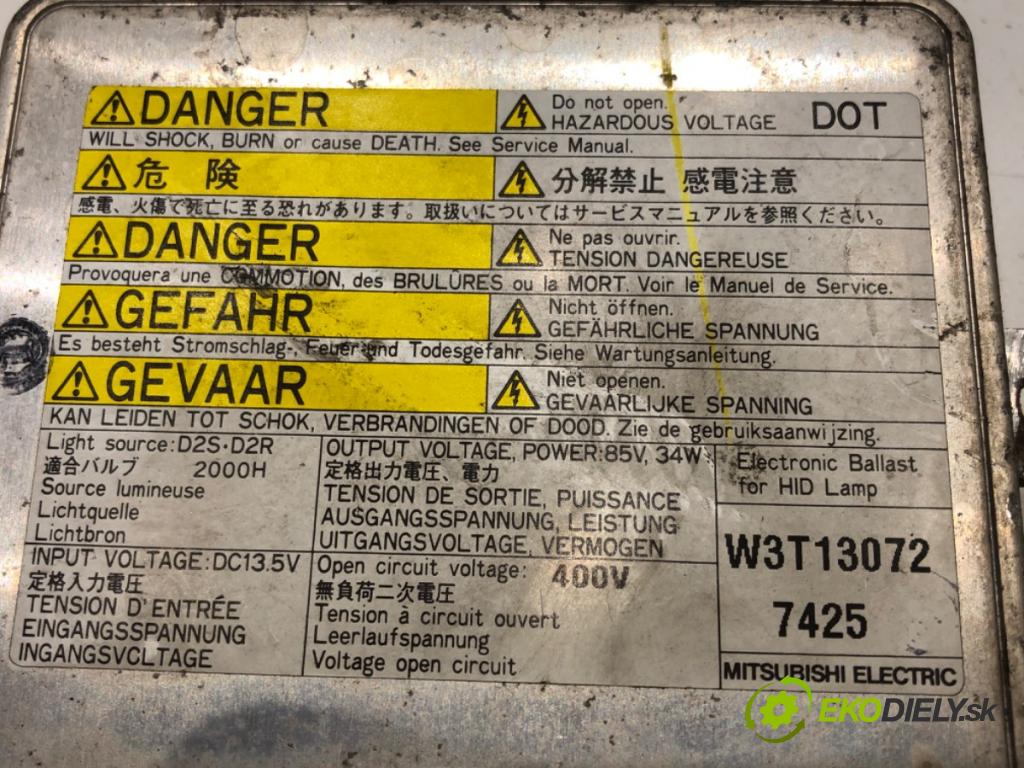 DANGER
Do not open.
HAZARDOUS VOLTAGE
DOT
WILL SHOCK, BURN or cause DEATH. See Service Manual.
危 険
分解禁止 感電注意
感電、火傷で死亡に至る恐れがあります。取扱いについてはサービスマニュアルを参照ください。
DANGER
Ne pas ouvrir.
TENSION DANGEREUSE
Provoquera une COMMOTION, des BRULÛRES ou la MORT. Voir le Manuel de Service.
GEFAHR
Nicht öffnen.
GEFÄHRLICHE SPANNUNG
Es besteht Stromschlag-, Feuer-und Todesgefahr. Siehe Wartungsanleitung.
GEVAAR
Niet openen.
GEVAARLIJKE SPANNING
KAN LEIDEN TOT SCHOK, VERBRANDINGEN OF DOOD. Zie de gebruiksaanwijzing.
Light source:D2S·D2R
適合バルブ 2000H
Source lumineuse
Lichtquelle
Lichtbron
OUTPUT VOLTAGE, POWER:85V, 34W
定格出力電圧、電力
TENSION DE SORTIE, PUISSANCE
AUSGANGSSPANNUNG, LEISTUNG
UITGANGSVOLTAGE, VERMOGEN
Electronic Ballast
for HID Lamp
INPUT VOLTAGE:DC13.5V
定格入力電圧
TENSION D'ENTRÉE
EINGANGSSPANNUNG
INGANGSVOLTAGE
Open circuit voltage: 400V
無負荷二次電圧
Tension à circuit ouvert
Leerlaufspannung
Voltage open circuit
W3T13072
7425
MITSUBISHI ELECTRIC
EKODIELY.sk